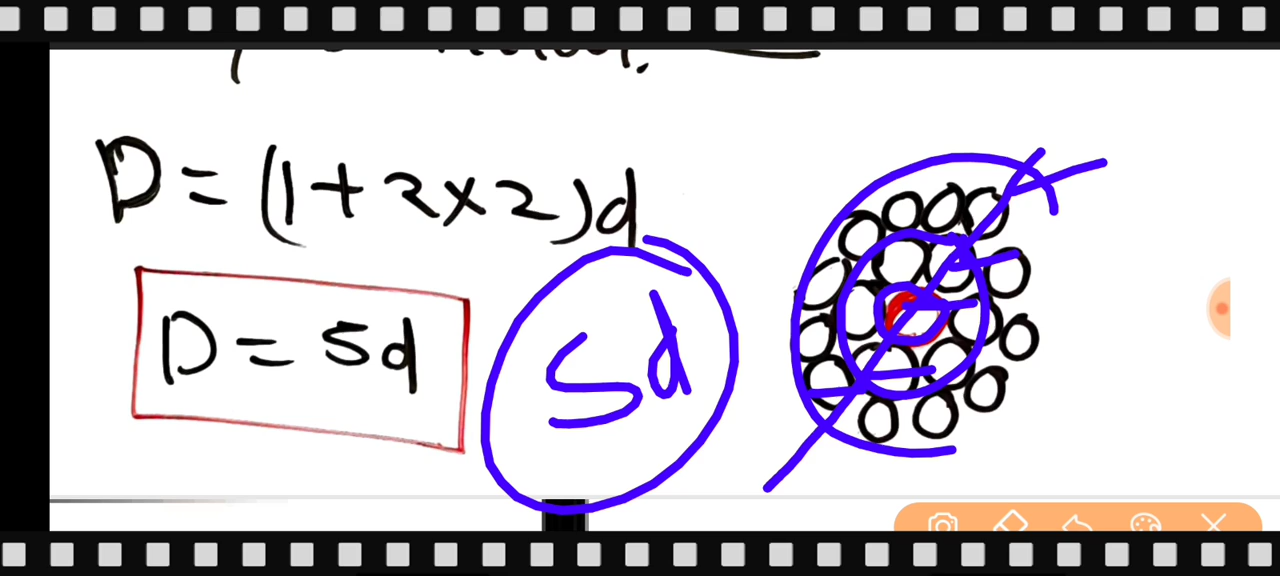 D = (1 + 2 × 2)d
D = 5d
5d